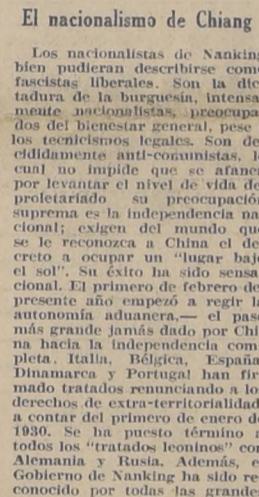 El nacionalismo de Chiang
Los nacionalistas de Nanking
bien pudieran describirse com
fascistas liberales. Son la dic
tadura de la burguesía, intensa
mente nacionalistas, preocupa
dos del bienestar general, pese
los tecnicismos legales. Son de
cididamente anti-comunistas, l
cual no impide que se afane
por levantar el nivel de vida de
proletariado su preocupació
suprema es la independencia na
cional; exigen del mundo qu
se le reconozca a China el de
creto a ocupar un "lugar baj
el sol". Su éxito ha sido sensa
cional. El primero de febrero de
presente año empezó a regir l
autonomía aduanera,— el pas
más grande jamás dado por Chi
na hacia la independencia com
pleta. Italia, Bélgica, España
Dinamarca y Portugal han fir
mado tratados renunciando a lo
derechos de extra-territorialidad
a contar del primero de enero d
1930. Se ha puesto término a
todos los "tratados leoninos" co
Alemania y Rusia. Además, e
Gobierno de Nanking ha sido re
conocido por todas las grande